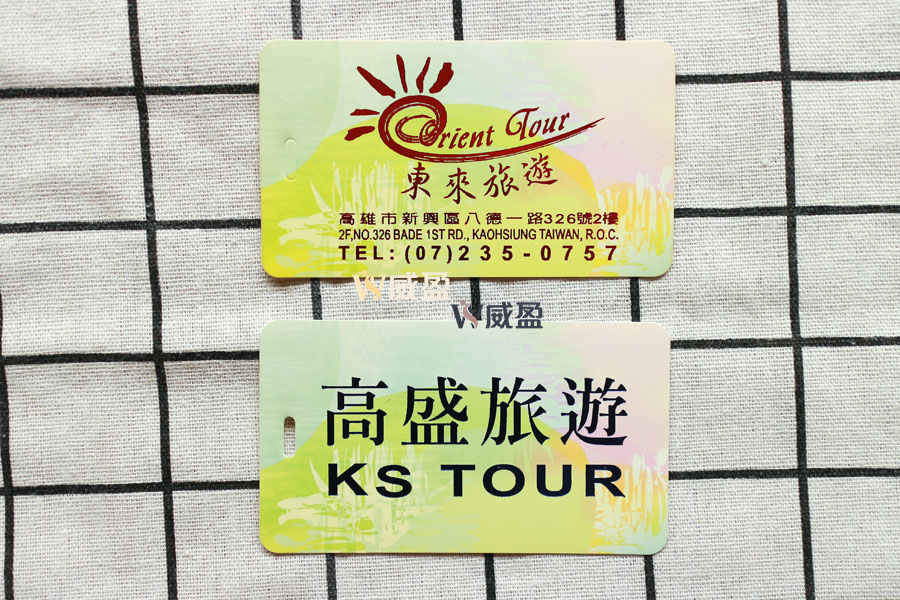 Orient Tour
東來旅遊
高雄市新興區八德一路326號2樓
2F,NO.326 BADE 1ST RD., KAOHSIUNG TAIWAN, R.O.C.
TEL:(07)235-0757
W威盈
W威盈
高盛旅遊
KS TOUR